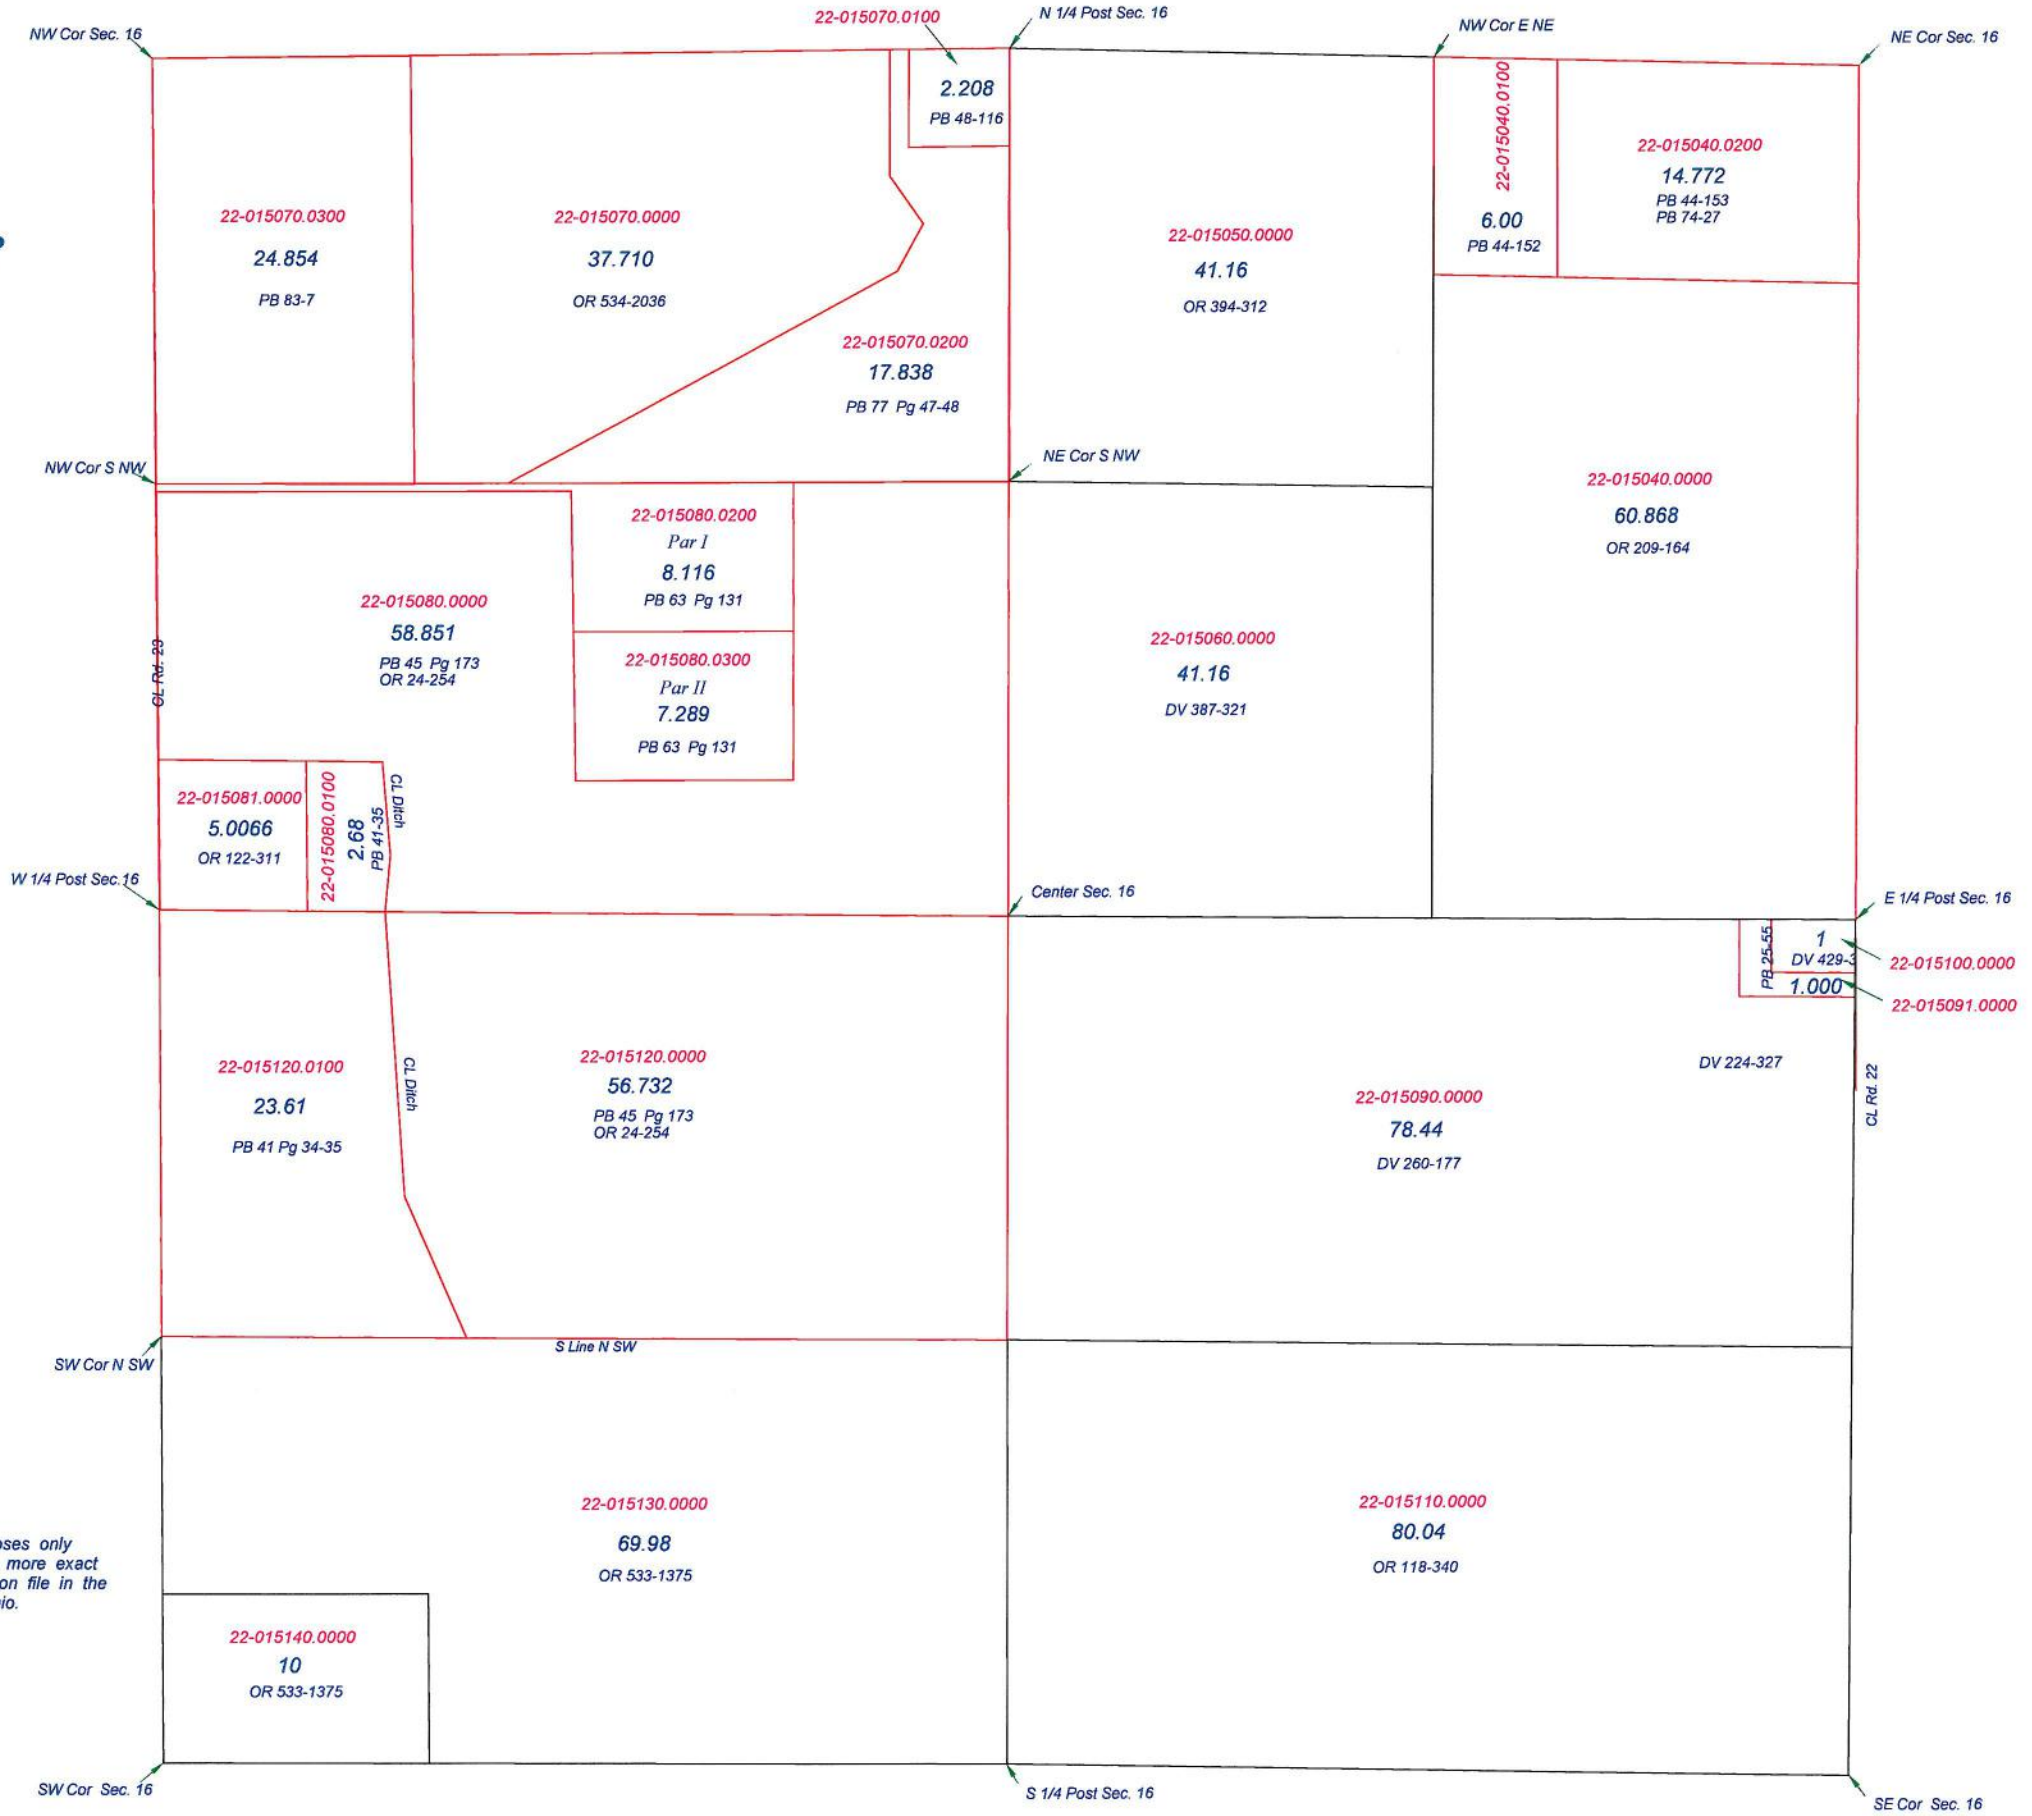 22-015070.0100
N 1/4 Post Sec. 16
NW Cor E NE
NW Cor Sec. 16
NE Cor Sec. 16
2.208
PB 48-116
22-015040.0100
6.00
PB 44-152
22-015040.0200
14.772
PB 44-153
PB 74-27
22-015070.0300
24.854
PB 83-7
22-015070.0000
37.710
OR 534-2036
22-015050.0000
41.16
OR 394-312
22-015070.0200
17.838
PB 77 Pg 47-48
NW Cor S NW
NE Cor S NW
22-015040.0000
60.868
OR 209-164
22-015080.0200
Par I
8.116
PB 63 Pg 131
22-015080.0000
58.851
PB 45 Pg 173
OR 24-254
CL Rd. 23
22-015080.0300
Par II
7.289
PB 63 Pg 131
22-015060.0000
41.16
DV 387-321
22-015081.0000
5.0066
OR 122-311
22-015080.0100
2.68
PB 41-35
CL Ditch
W 1/4 Post Sec.16
Center Sec. 16
E 1/4 Post Sec. 16
PB 25-55
1
DV 429-3
22-015100.0000
1.000
22-015091.0000
22-015120.0100
23.61
PB 41 Pg 34-35
CL Ditch
22-015120.0000
56.732
PB 45 Pg 173
OR 24-254
DV 224-327
22-015090.0000
78.44
DV 260-177
CL Rd. 22
SW Cor N SW
S Line N SW
22-015130.0000
69.98
OR 533-1375
22-015110.0000
80.04
OR 118-340
oses only
more exact
on file in the
io.
22-015140.0000
10
OR 533-1375
SW Cor Sec. 16
S 1/4 Post Sec. 16
SE Cor Sec. 16